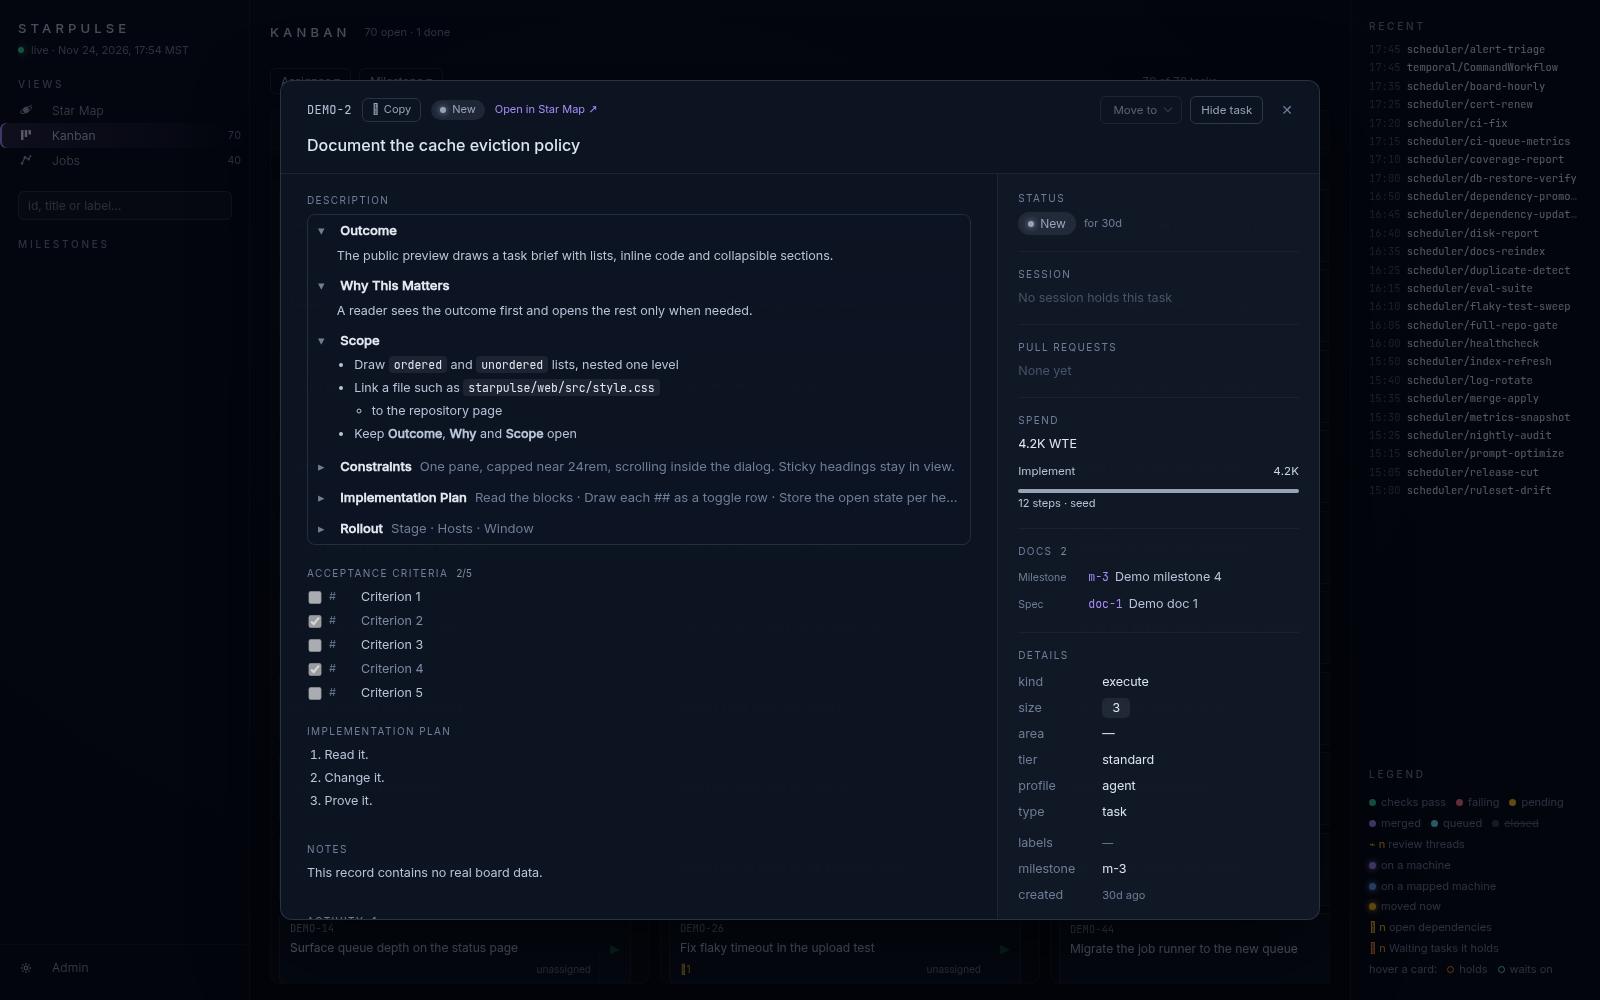 STARPULSE
live · Nov 24, 2026, 17:54 MST
VIEWS
Star Map
Kanban 70
Jobs 40
id, title or label...
MILESTONES
Admin
KANBAN 70 open · 1 done
DEMO-2 Copy New Open in Star Map ↗ Move to Hide task ✕
Document the cache eviction policy
DESCRIPTION
▾ Outcome
The public preview draws a task brief with lists, inline code and collapsible sections.
▾ Why This Matters
A reader sees the outcome first and opens the rest only when needed.
▾ Scope
• Draw ordered and unordered lists, nested one level
• Link a file such as starpulse/web/src/style.css
◦ to the repository page
• Keep Outcome, Why and Scope open
▸ Constraints One pane, capped near 24rem, scrolling inside the dialog. Sticky headings stay in view.
▸ Implementation Plan Read the blocks · Draw each ## as a toggle row · Store the open state per he…
▸ Rollout Stage · Hosts · Window
ACCEPTANCE CRITERIA 2/5
# Criterion 1
# Criterion 2
# Criterion 3
# Criterion 4
# Criterion 5
IMPLEMENTATION PLAN
1. Read it.
2. Change it.
3. Prove it.
NOTES
This record contains no real board data.
STATUS
New for 30d
SESSION
No session holds this task
PULL REQUESTS
None yet
SPEND
4.2K WTE
Implement 4.2K
12 steps · seed
DOCS 2
Milestone m-3 Demo milestone 4
Spec doc-1 Demo doc 1
DETAILS
kind execute
size 3
area —
tier standard
profile agent
type task
labels —
milestone m-3
created 30d ago
DEMO-14
Surface queue depth on the status page
unassigned
DEMO-26
Fix flaky timeout in the upload test
1 unassigned
DEMO-44
Migrate the job runner to the new queue
RECENT
17:45 scheduler/alert-triage
17:45 temporal/CommandWorkflow
17:35 scheduler/board-hourly
17:25 scheduler/cert-renew
17:20 scheduler/ci-fix
17:15 scheduler/ci-queue-metrics
17:10 scheduler/coverage-report
17:00 scheduler/db-restore-verify
16:50 scheduler/dependency-promo…
16:45 scheduler/dependency-updat…
16:40 scheduler/disk-report
16:35 scheduler/docs-reindex
16:25 scheduler/duplicate-detect
16:15 scheduler/eval-suite
16:10 scheduler/flaky-test-sweep
16:05 scheduler/full-repo-gate
16:00 scheduler/healthcheck
15:50 scheduler/index-refresh
15:40 scheduler/log-rotate
15:35 scheduler/merge-apply
15:30 scheduler/metrics-snapshot
15:25 scheduler/nightly-audit
15:15 scheduler/prompt-optimize
15:05 scheduler/release-cut
15:00 scheduler/ruleset-drift
LEGEND
checks pass failing pending
merged queued closed
n review threads
on a machine
on a mapped machine
moved now
n open dependencies
n Waiting tasks it holds
hover a card: holds waits on